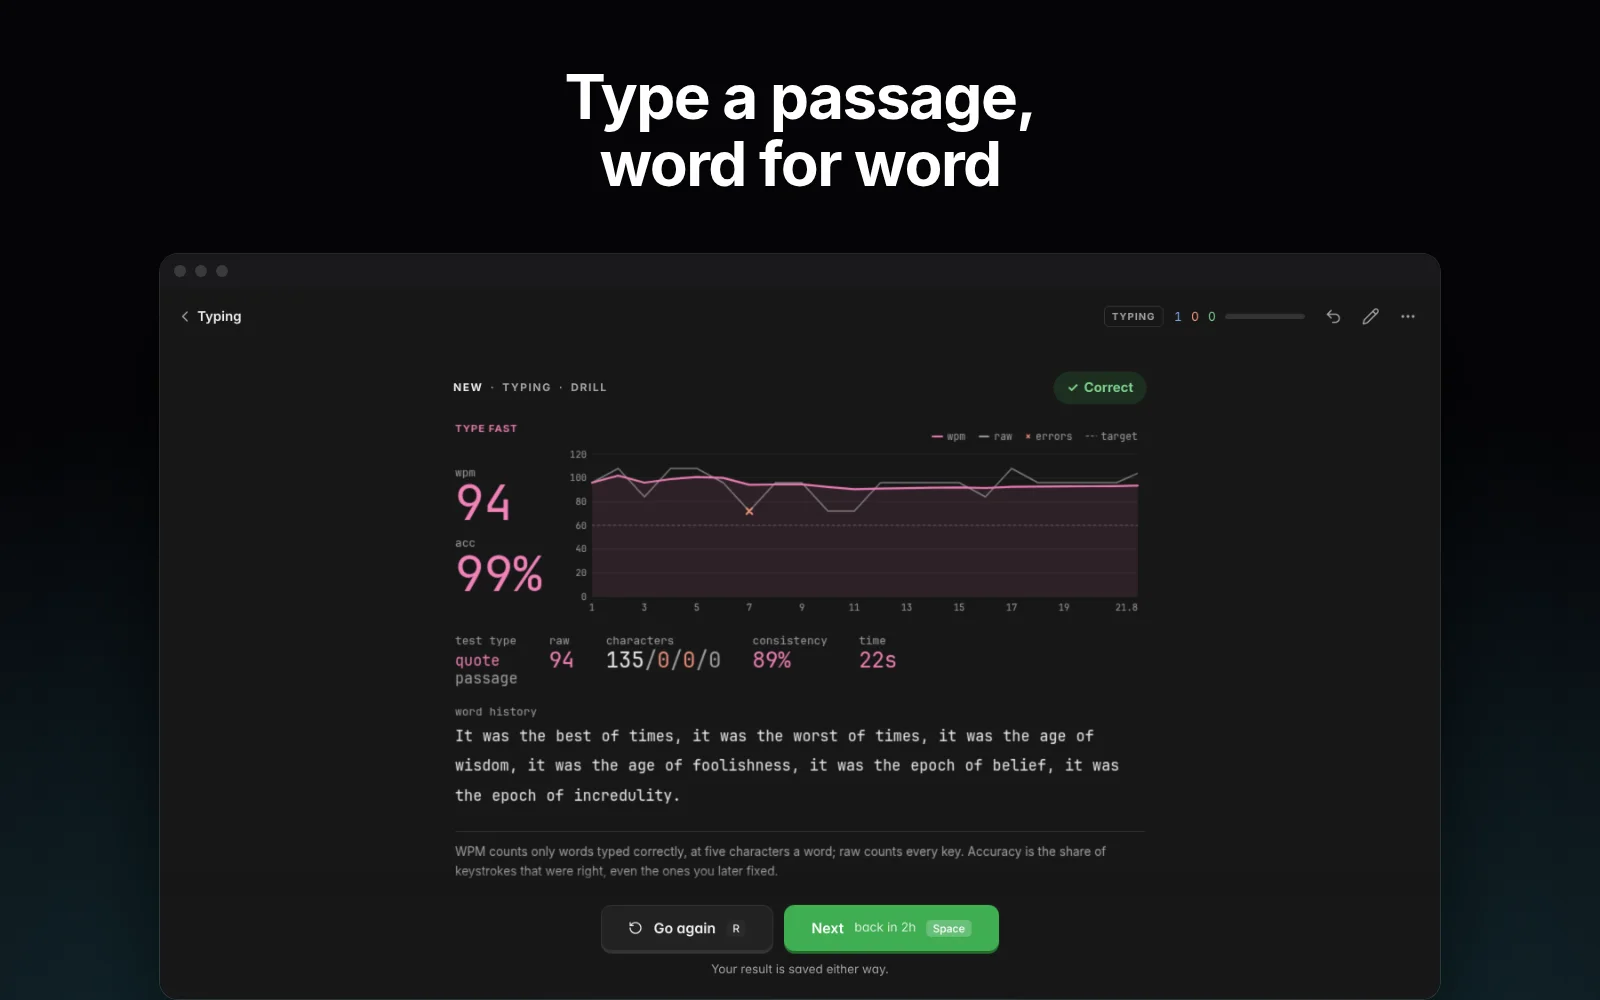 Type a passage,
word for word
Typing
TYPING 1 0 0
NEW · TYPING · DRILL
Correct
TYPE FAST
wpm raw errors target
wpm
94
acc
99%
120
100
80
60
40
20
0
1 3 5 7 9 11 13 15 17 19 21.8
test type raw characters consistency time
quote 94 135/0/0/0 89% 22s
passage
word history
It was the best of times, it was the worst of times, it was the age of
wisdom, it was the age of foolishness, it was the epoch of belief, it was
the epoch of incredulity.
WPM counts only words typed correctly, at five characters a word; raw counts every key. Accuracy is the share of
keystrokes that were right, even the ones you later fixed.
Go again R
Next back in 2h Space
Your result is saved either way.